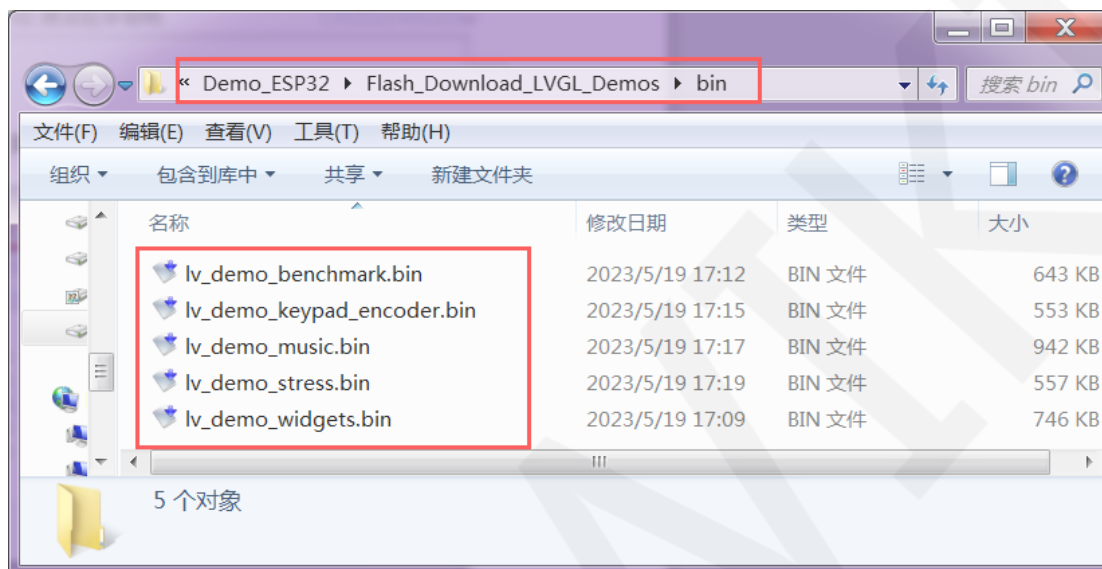 « Demo_ESP32 ▸ Flash_Download_LVGL_Demos ▸ bin 搜索 bin
文件(F) 编辑(E) 查看(V) 工具(T) 帮助(H)
组织 包含到库中 共享 新建文件夹
名称 修改日期 类型 大小
lv_demo_benchmark.bin 2023/5/19 17:12 BIN 文件 643 KB
lv_demo_keypad_encoder.bin 2023/5/19 17:15 BIN 文件 553 KB
lv_demo_music.bin 2023/5/19 17:17 BIN 文件 942 KB
lv_demo_stress.bin 2023/5/19 17:19 BIN 文件 557 KB
lv_demo_widgets.bin 2023/5/19 17:09 BIN 文件 746 KB
5 个对象